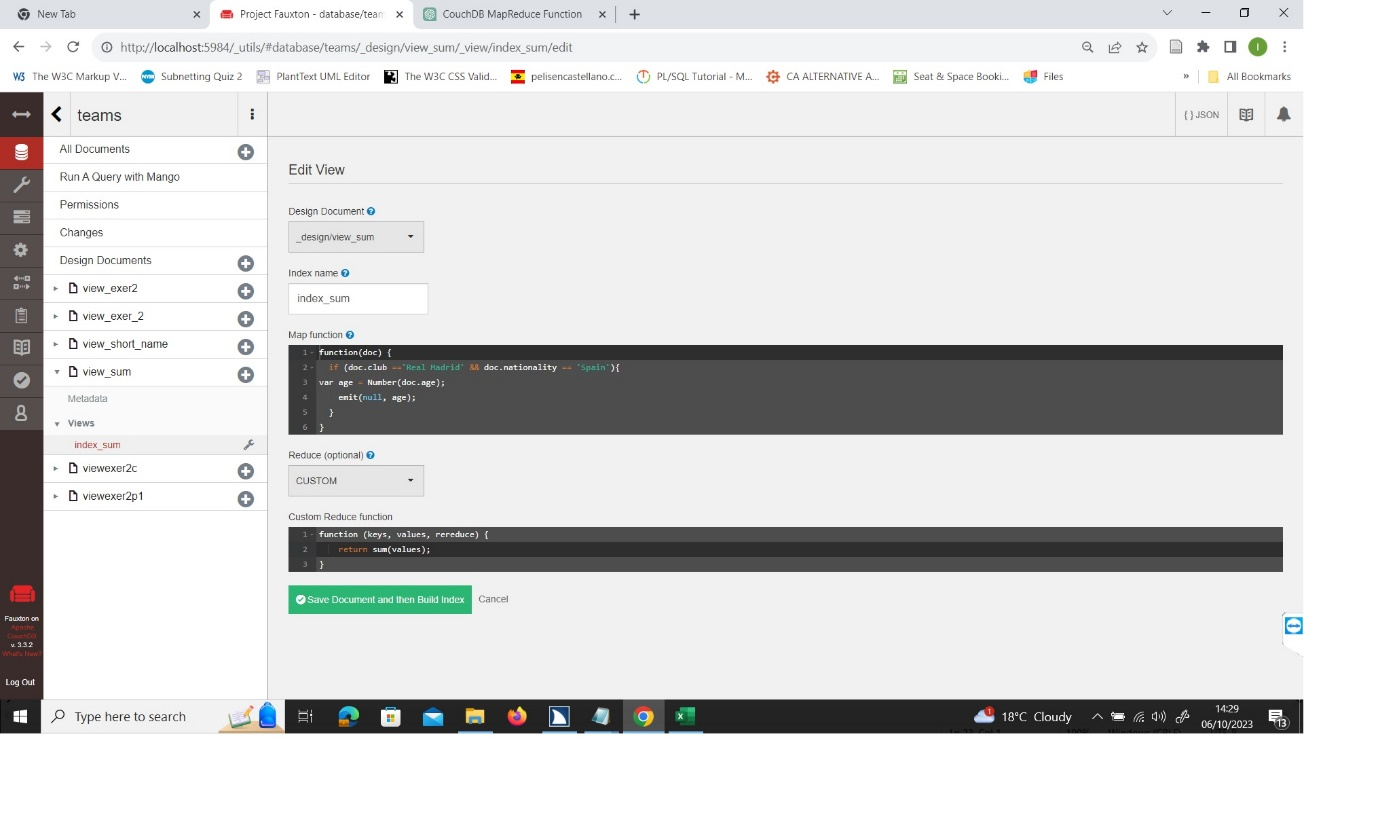 New Tab
Project Fauxton - database/team
CouchDB MapReduce Function
http://localhost:5984/_utils/#database/teams/_design/view_sum/_view/index_sum/edit
I
W3 The W3C Markup V...
Subnetting Quiz 2
PlantText UML Editor
The W3C CSS Valid...
pelisencastellano.c...
PL/SQL Tutorial - M...
CA ALTERNATIVE A...
Seat & Space Booki...
Files
»
All Bookmarks
teams
{ } JSON
All Documents
Run A Query with Mango
Permissions
Changes
Design Documents
view_exer2
view_exer_2
view_short_name
view_sum
Metadata
Views
index_sum
viewexer2c
viewexer2p1
Edit View
Design Document
_design/view_sum
Index name
index_sum
Map function
1 function(doc) {
2 if (doc.club =='Real Madrid' && doc.nationality == 'Spain'){
3 var age = Number(doc.age);
4 emit(null, age);
5 }
6 }
Reduce (optional)
CUSTOM
Custom Reduce function
1 function (keys, values, rereduce) {
2 return sum(values);
3 }
Save Document and then Build Index
Cancel
Fauxton on
Apache
CouchDB
v. 3.3.2
What's New?
Log Out
Type here to search
1
18°C Cloudy
14:29
06/10/2023
13